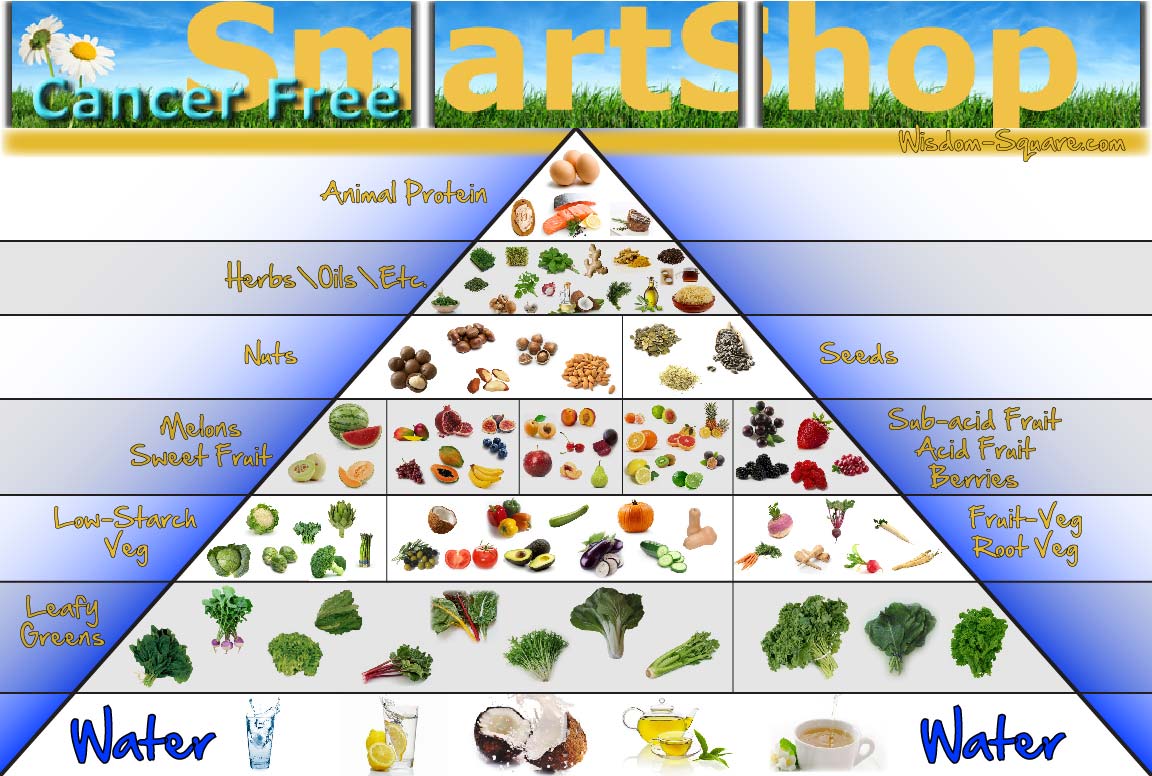 SmartShop
Cancer Free
Wisdom-Square.com
Animal Protein
Herbs\Oils\Etc.
Nuts
Seeds
Melons
Sweet Fruit
Sub-acid Fruit
Acid Fruit
Berries
Low-Starch
Veg
Fruit-Veg
Root Veg
Leafy
Greens
Water
Water